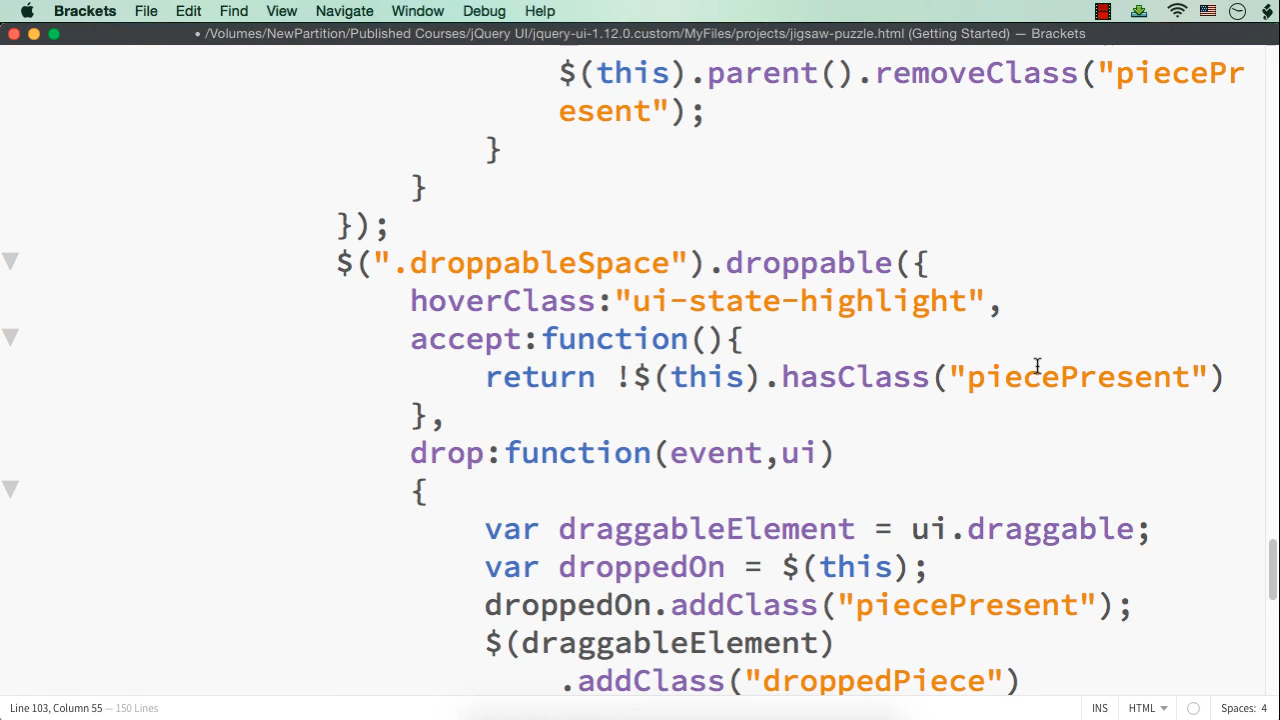 Brackets File Edit Find View Navigate Window Debug Help
• /Volumes/NewPartition/Published Courses/jQuery UI/jquery-ui-1.12.0.custom/MyFiles/projects/jigsaw-puzzle.html (Getting Started) — Brackets
$(this).parent().removeClass("piecePr
esent");
}
}
});
$(".droppableSpace").droppable({
hoverClass:"ui-state-highlight",
accept:function(){
return !$(this).hasClass("piecePresent")
},
drop:function(event,ui)
{
var draggableElement = ui.draggable;
var droppedOn = $(this);
droppedOn.addClass("piecePresent");
$(draggableElement)
.addClass("droppedPiece")
Line 103, Column 55 — 150 Lines INS HTML Spaces: 4